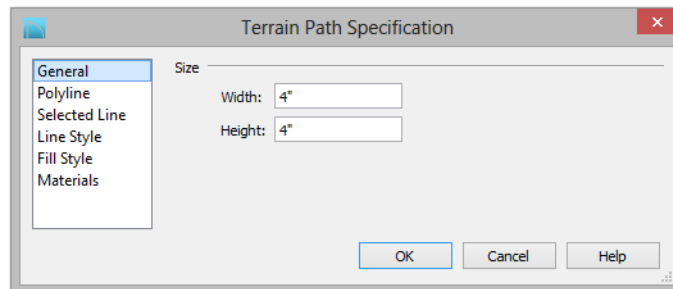 Terrain Path Specification
General
Polyline
Selected Line
Line Style
Fill Style
Materials
Size
Width: 4"
Height: 4"
OK Cancel Help